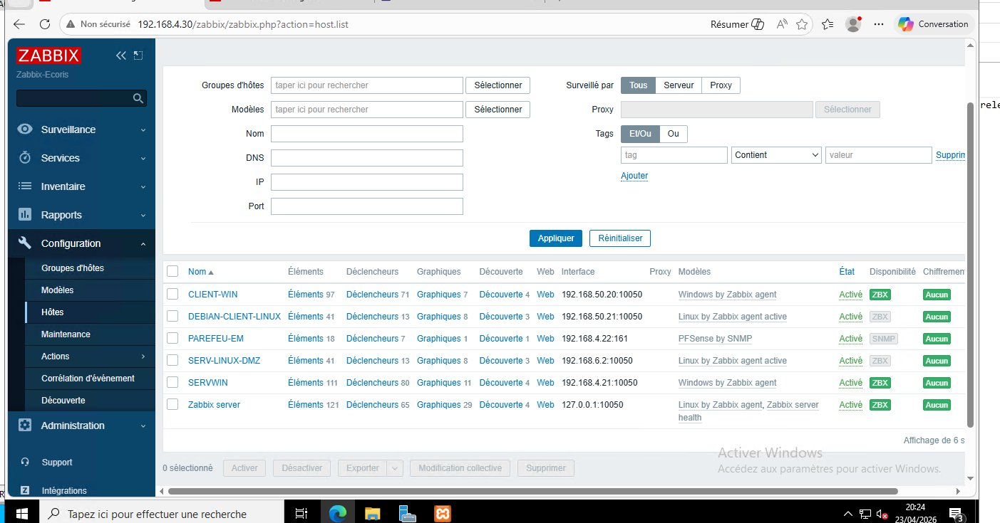 Non sécurisé 192.168.4.30/zabbix/zabbix.php?action=host.list Résumer Conversation
ZABBIX
Zabbix-Ecoris
Surveillance
Services
Inventaire
Rapports
Configuration
Groupes d'hôtes
Modèles
Hôtes
Maintenance
Actions
Corrélation d'événement
Découverte
Administration
Support
Intégrations
Groupes d'hôtes taper ici pour rechercher Sélectionner Surveillé par Tous Serveur Proxy
Modèles taper ici pour rechercher Sélectionner Proxy Sélectionner
Nom Tags Et/Ou Ou
DNS tag Contient valeur Supprim
IP Ajouter
Port
Appliquer Réinitialiser
Nom Éléments Déclencheurs Graphiques Découverte Web Interface Proxy Modèles État Disponibilité Chiffrement
CLIENT-WIN Éléments 97 Déclencheurs 71 Graphiques 7 Découverte 4 Web 192.168.50.20:10050 Windows by Zabbix agent Activé ZBX Aucun
DEBIAN-CLIENT-LINUX Éléments 41 Déclencheurs 13 Graphiques 8 Découverte 3 Web 192.168.50.21:10050 Linux by Zabbix agent active Activé ZBX Aucun
PAREFEU-EM Éléments 18 Déclencheurs 7 Graphiques 1 Découverte 1 Web 192.168.4.22:161 PFSense by SNMP Activé SNMP Aucun
SERV-LINUX-DMZ Éléments 41 Déclencheurs 13 Graphiques 8 Découverte 3 Web 192.168.6.2:10050 Linux by Zabbix agent active Activé ZBX Aucun
SERVWIN Éléments 111 Déclencheurs 80 Graphiques 11 Découverte 4 Web 192.168.4.21:10050 Windows by Zabbix agent Activé ZBX Aucun
Zabbix server Éléments 121 Déclencheurs 65 Graphiques 29 Découverte 4 Web 127.0.0.1:10050 Linux by Zabbix agent, Zabbix server Activé ZBX Aucun
health
Affichage de 6 s
0 sélectionné Activer Désactiver Exporter Modification collective Supprimer
Activer Windows
Accédez aux paramètres pour activer Windows.
rele
Tapez ici pour effectuer une recherche
20:24
23/04/2026
3